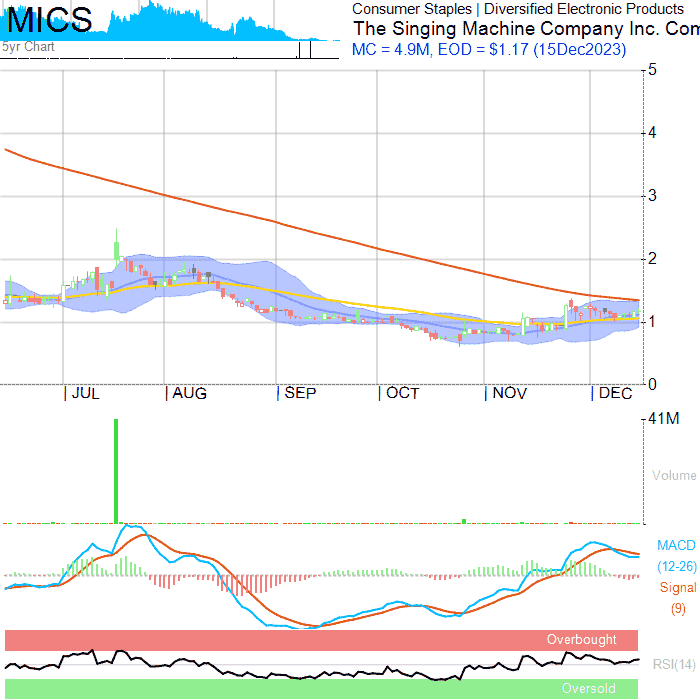 MICS
5yr Chart
Consumer Staples | Diversified Electronic Products
The Singing Machine Company Inc. Com
MC = 4.9M, EOD = $1.17 (15Dec2023)
5
4
3
2
1
0
JUL AUG SEP OCT NOV DEC
41M
Volume
MACD
(12-26)
Signal
(9)
Overbought
RSI(14)
Oversold